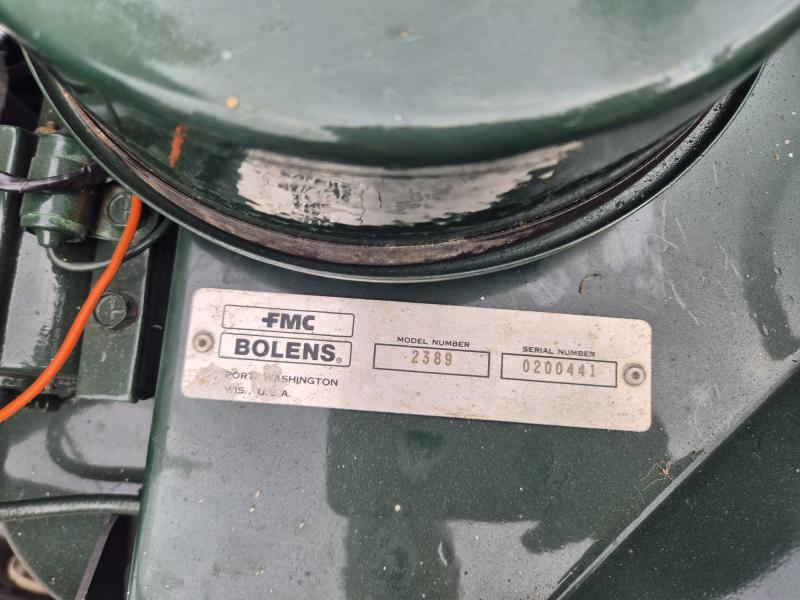 FMC
BOLENS®
PORT WASHINGTON
WIS., U.S.A.
MODEL NUMBER
2389
SERIAL NUMBER
0200441